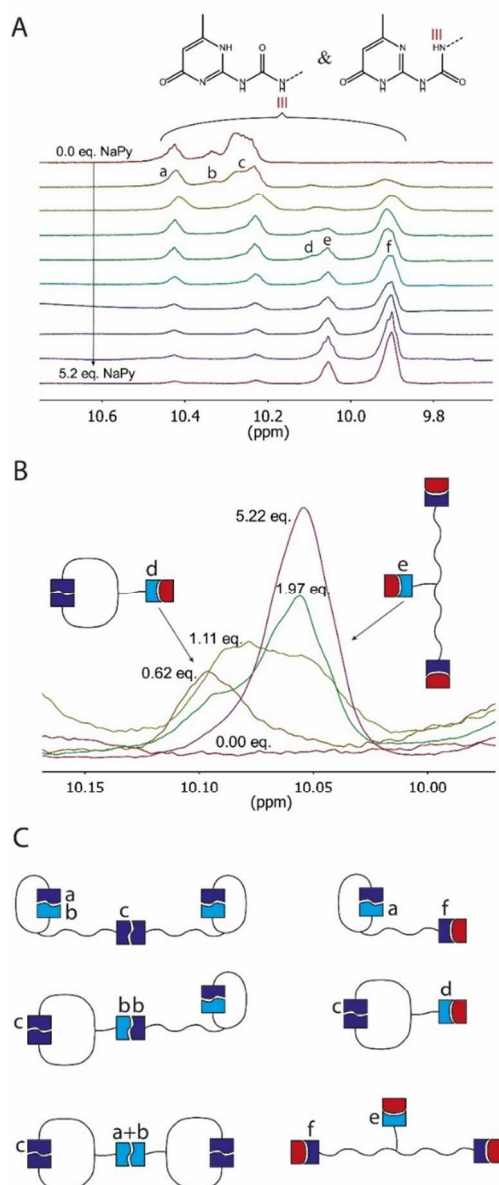 A
NH
N
O
N
H
O
N
H
III
&
III
HN
N
O
N
H
N
H
O
0.0 eq. NaPy
a b c
d e f
5.2 eq. NaPy
10.6 10.4 10.2 10.0 9.8
(ppm)
B
5.22 eq.
1.97 eq.
1.11 eq.
0.62 eq.
0.00 eq.
d
e
10.15 10.10 10.05 10.00
(ppm)
C
a
b
c
a
f
c
bb
c
d
c
a+b
f
e